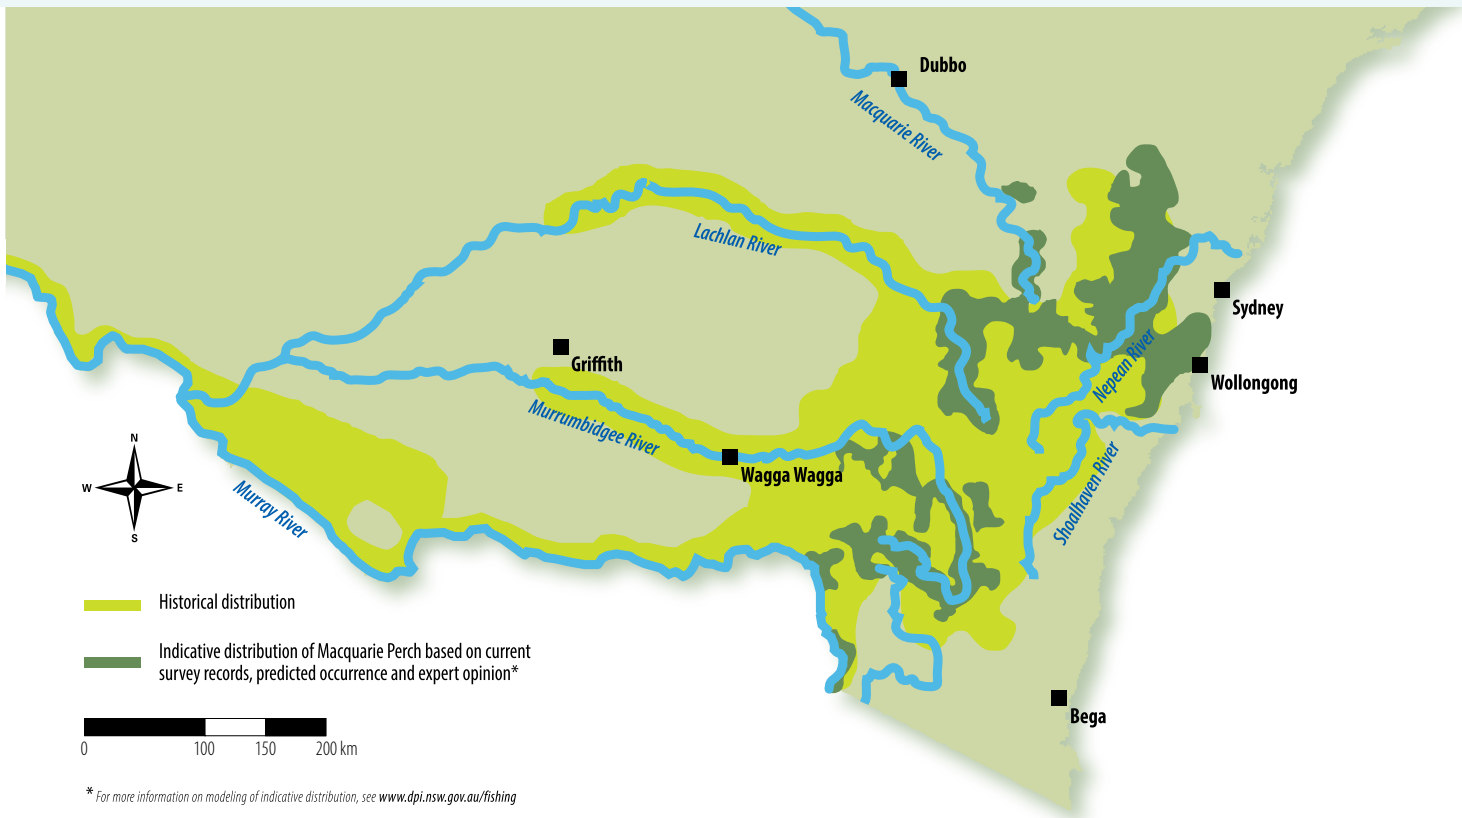 Dubbo
Macquarie River
Lachlan River
Sydney
Griffith
Nepean River
Wollongong
Murrumbidgee River
Wagga Wagga
N
W
E
S
Murray River
Shoalhaven River
Historical distribution
Indicative distribution of Macquarie Perch based on current
survey records, predicted occurrence and expert opinion*
Bega
0 100 150 200 km
* For more information on modeling of indicative distribution, see www.dpi.nsw.gov.au/fishing